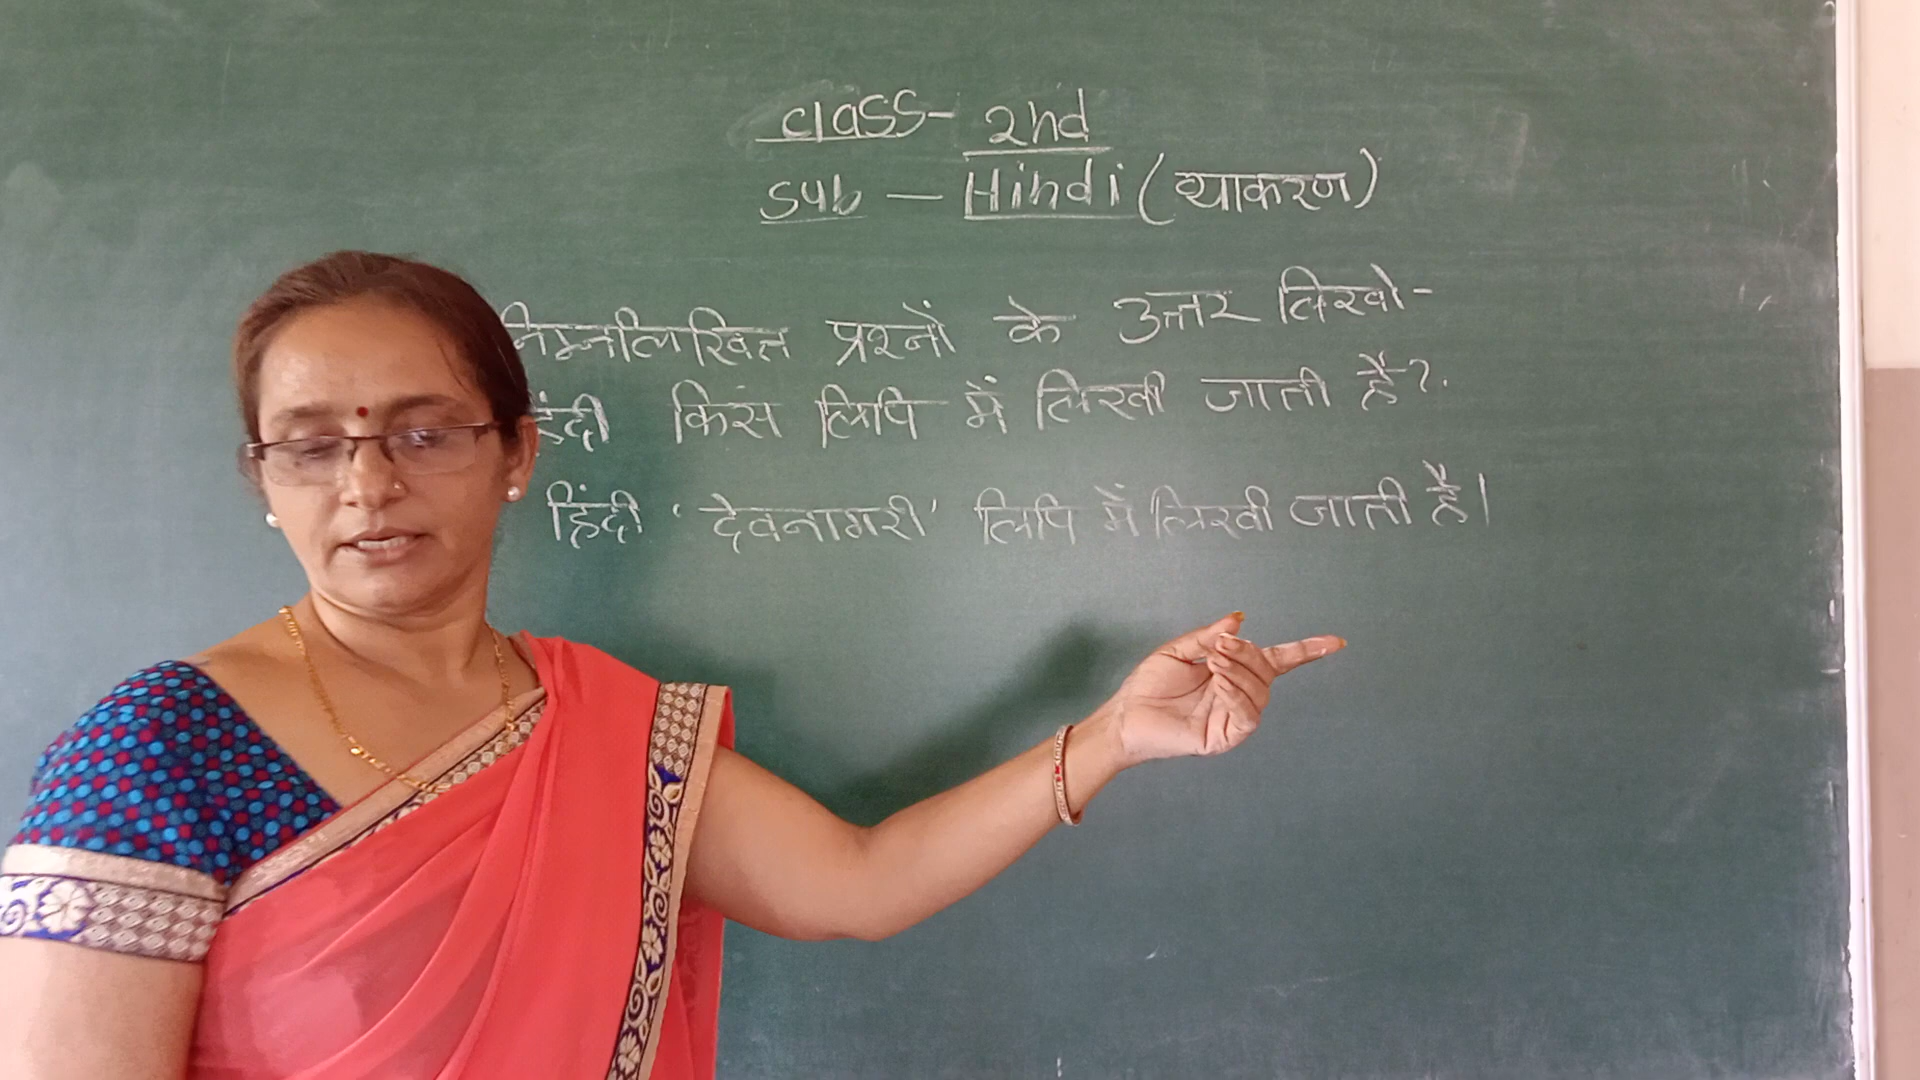 class- 2nd
sub - Hindi (व्याकरण)
निम्नलिखित प्रश्नों के उत्तर लिखो-
हिंदी किस लिपि में लिखी जाती है?.
हिंदी 'देवनागरी' लिपि में लिखी जाती है।